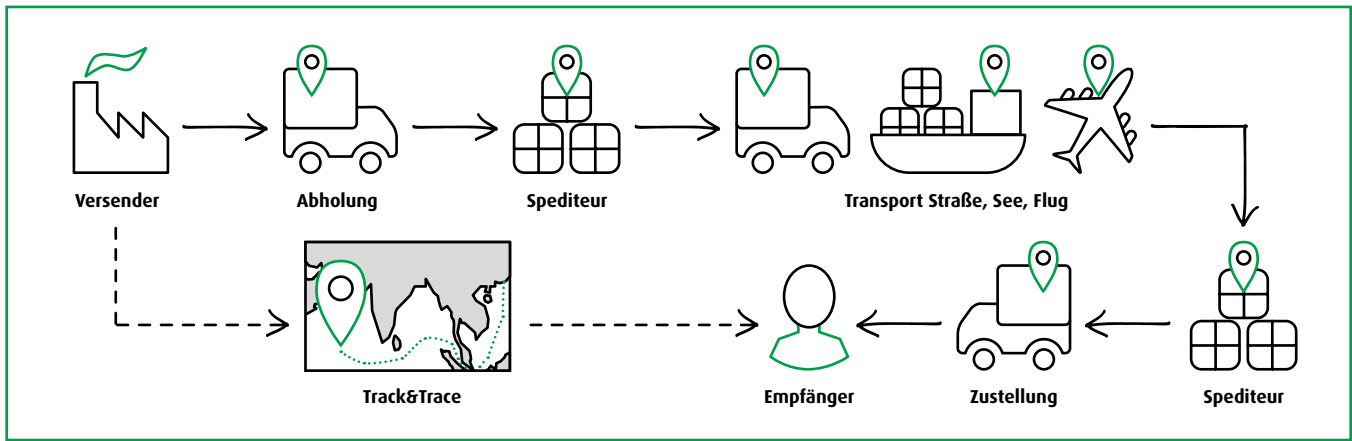 Versender
Abholung
Spediteur
Transport Straße, See, Flug
Track&Trace
Empfänger
Zustellung
Spediteur